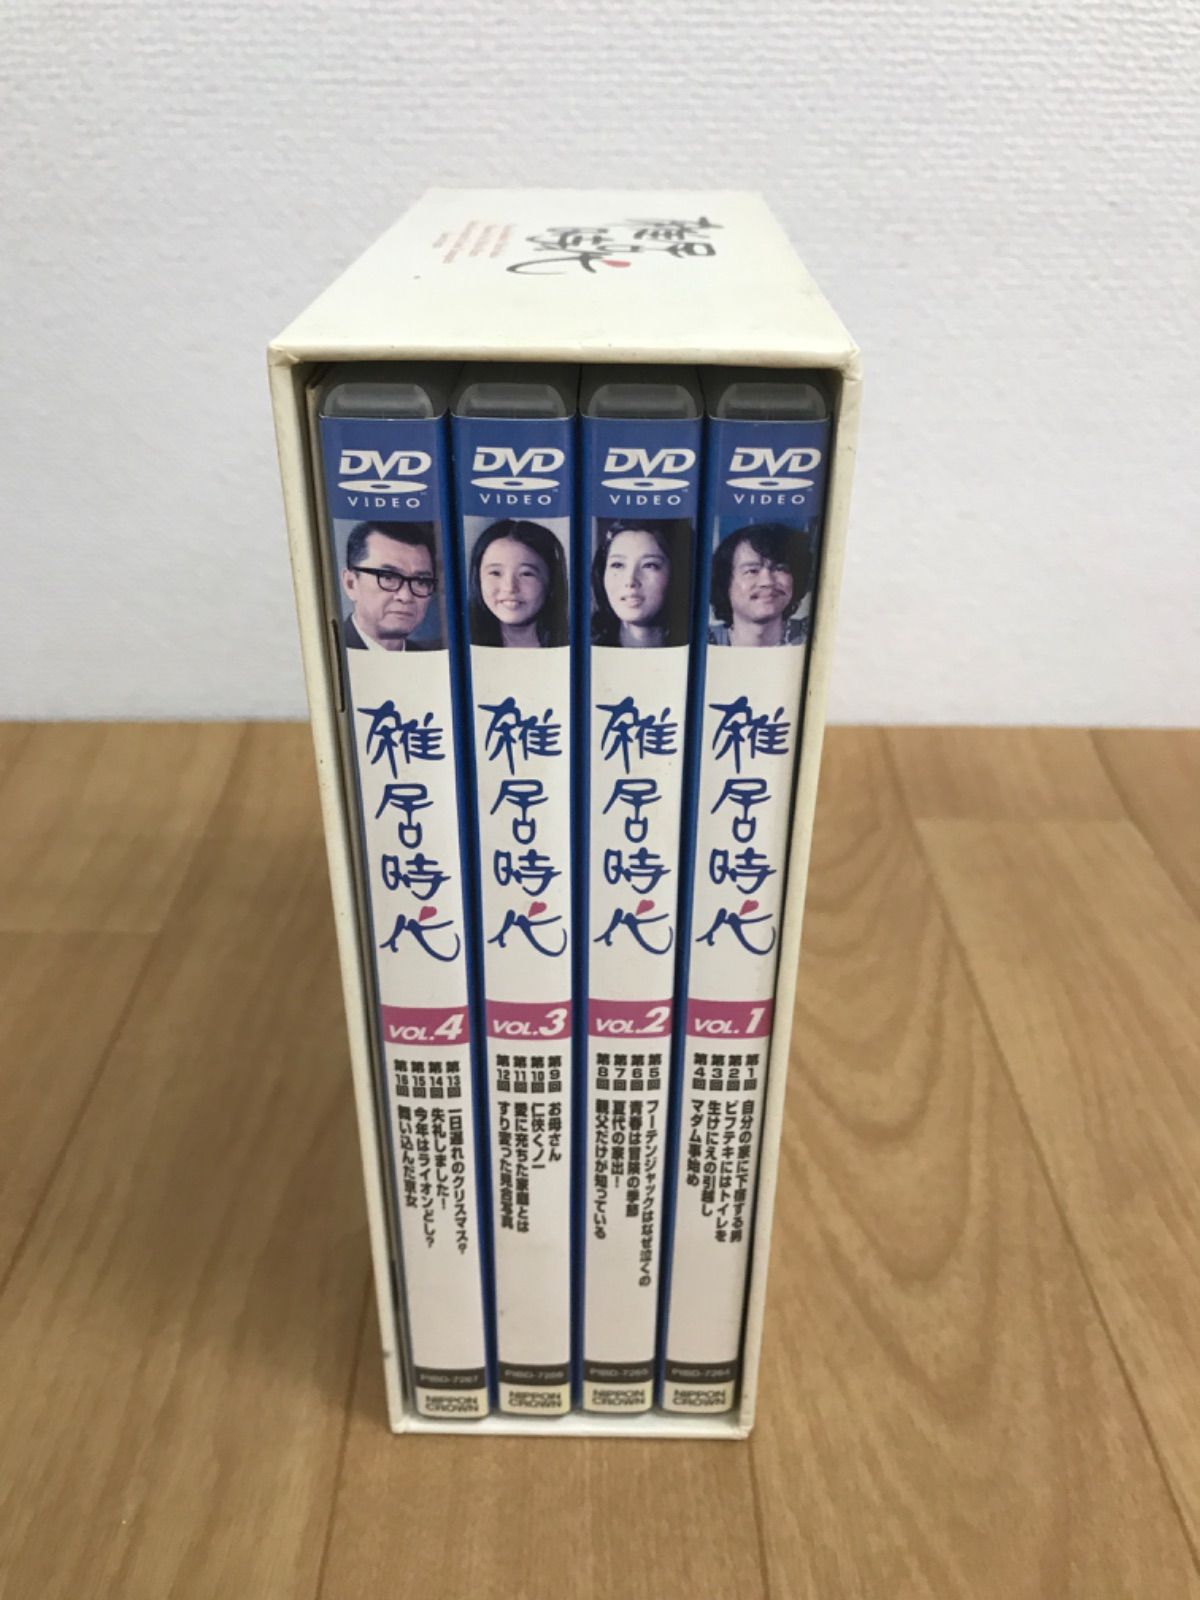 雑居時代
DVD
VIDEO
雑居時代
VOL.4
第13回 一日遅れのクリスマス?
第14回 失礼しました!
第15回 今年はライオンどし?
第16回 舞い込んだ京女
PIBD-7267
NIPPON
CROWN
DVD
VIDEO
雑居時代
VOL.3
第9回 お母さん
第10回 仁侠くノ一
第11回 愛に充ちた家庭とは
第12回 すり変った見合写真
PIBD-7266
NIPPON
CROWN
DVD
VIDEO
雑居時代
VOL.2
第5回 フーテンジャックはなぜ泣くの
第6回 青春は冒険の季節
第7回 夏代の家出!
第8回 親父だけが知っている
PIBD-7265
NIPPON
CROWN
DVD
VIDEO
雑居時代
VOL.1
第1回 自分の家に下宿する男
第2回 ビフテキにはトイレを
第3回 生けにえの引越し
第4回 マダム事始め
PIBD-7264
NIPPON
CROWN